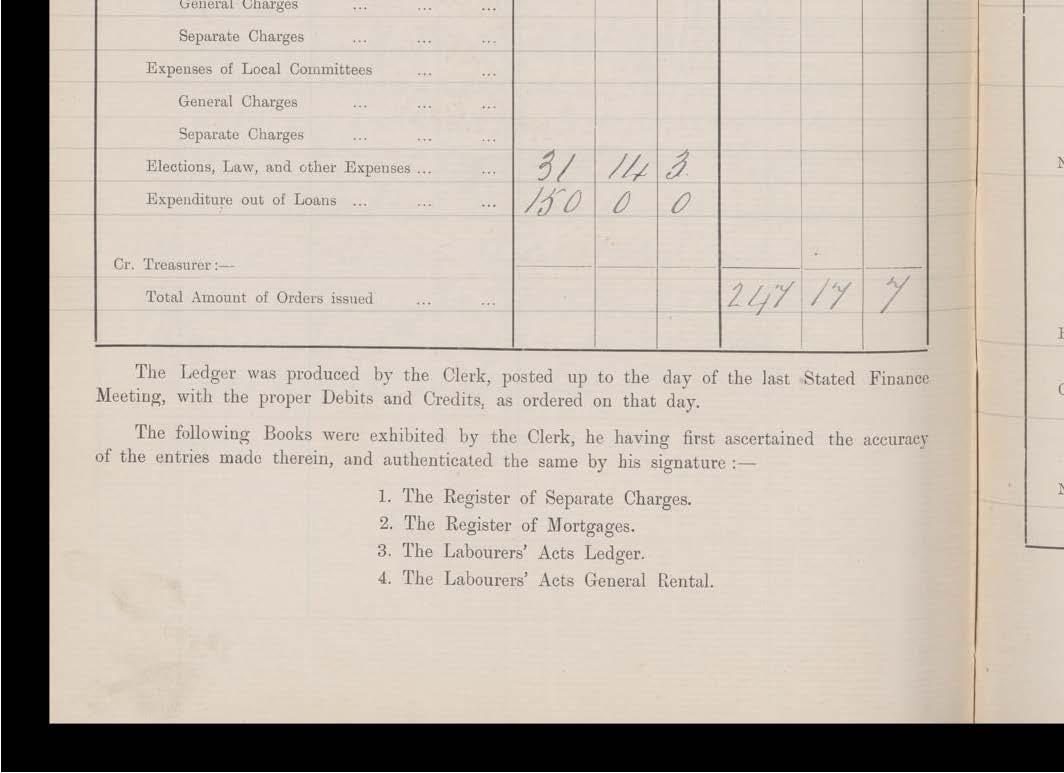 General Charges ... ... ...
Separate Charges ... ... ...
Expenses of Local Committees ... ...
General Charges ... ... ...
Separate Charges ... ... ...
Elections, Law, and other Expenses ... ... 31 14 3
Expenditure out of Loans ... ... ... 150 0 0
Cr. Treasurer:—
Total Amount of Orders issued ... ... 247 17 7
The Ledger was produced by the Clerk, posted up to the day of the last Stated Finance
Meeting, with the proper Debits and Credits, as ordered on that day.
The following Books were exhibited by the Clerk, he having first ascertained the accuracy
of the entries made therein, and authenticated the same by his signature :—
1. The Register of Separate Charges.
2. The Register of Mortgages.
3. The Labourers' Acts Ledger.
4. The Labourers' Acts General Rental.